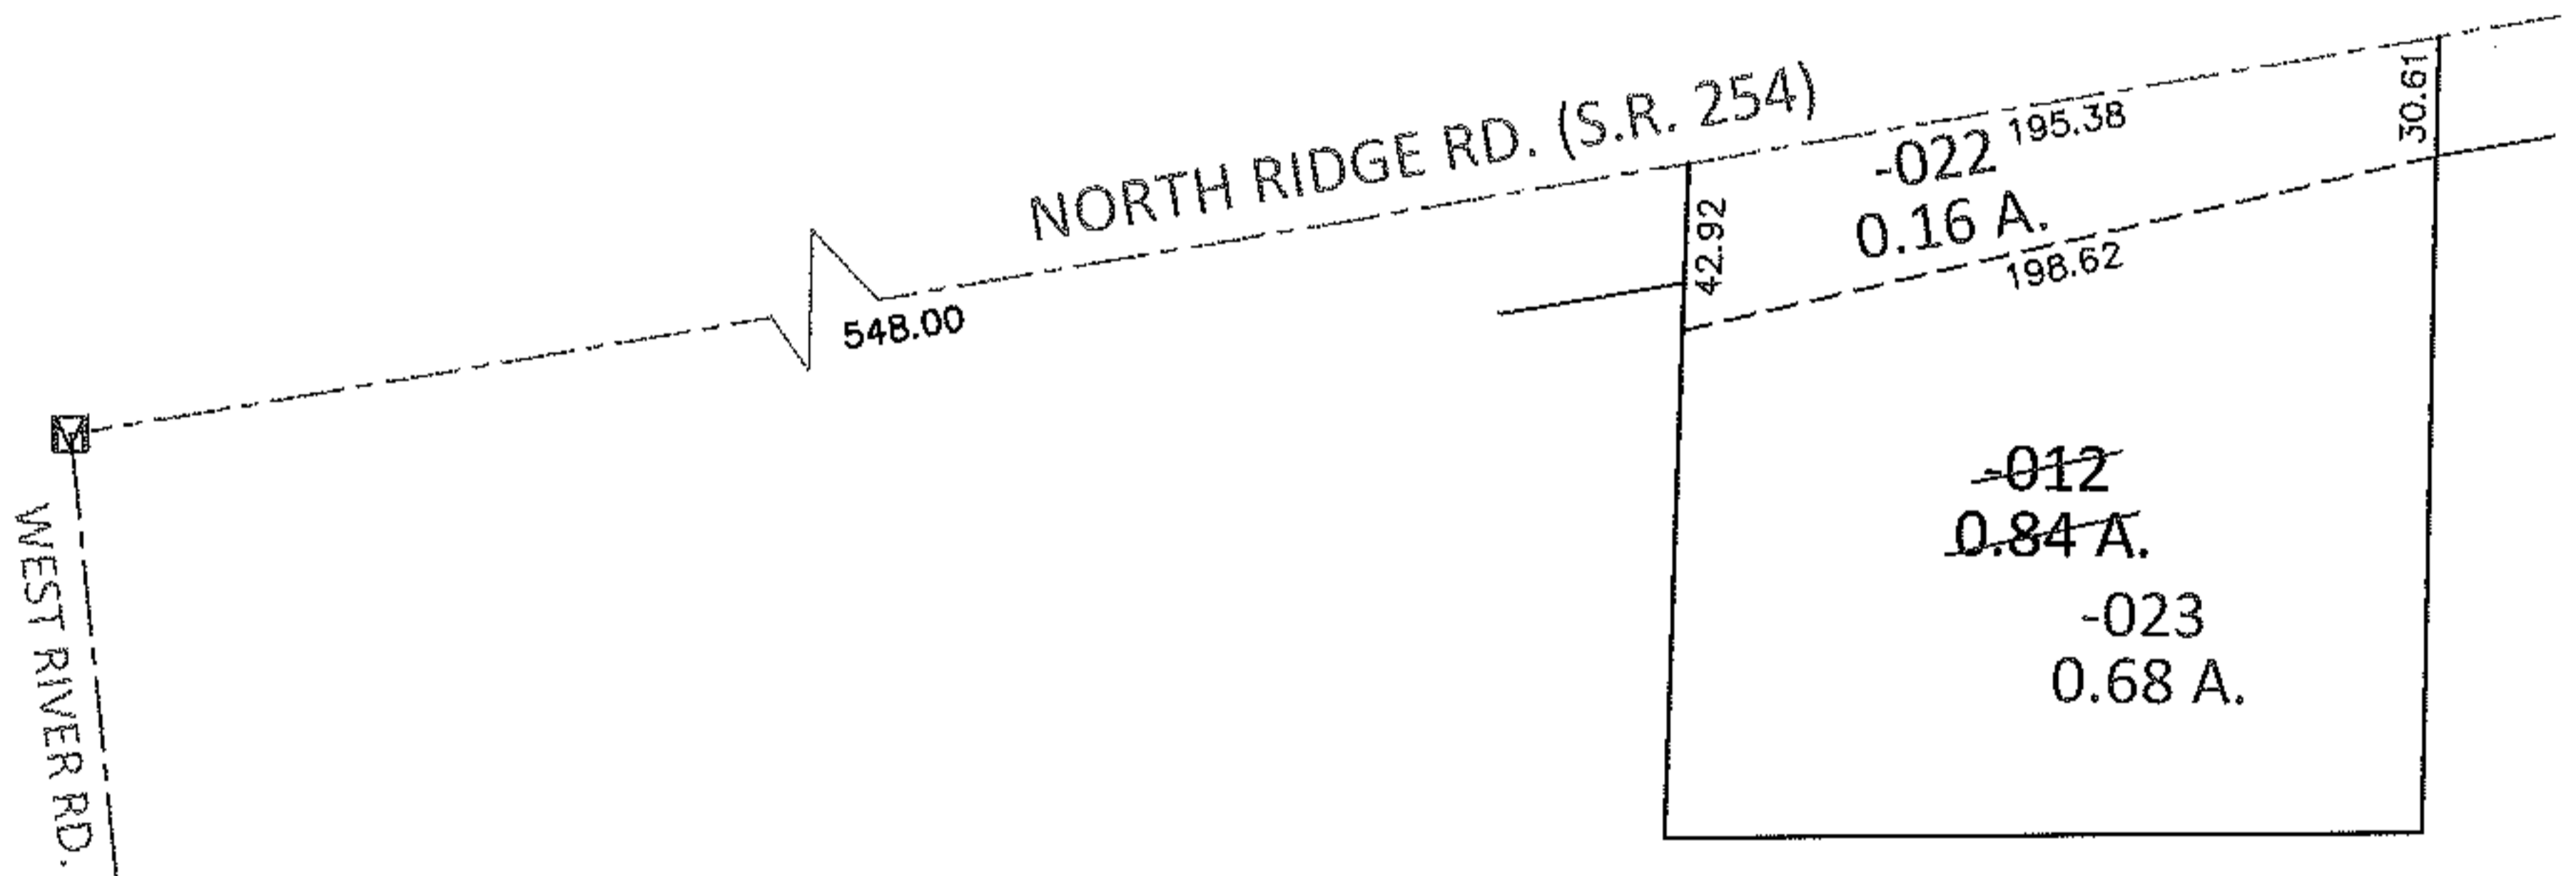 NORTH RIDGE RD. (S.R. 254)
548.00
42.92
-022
0.16 A.
195.38
198.62
30.61
-012
0.84 A.
-023
0.68 A.
WEST RIVER RD.